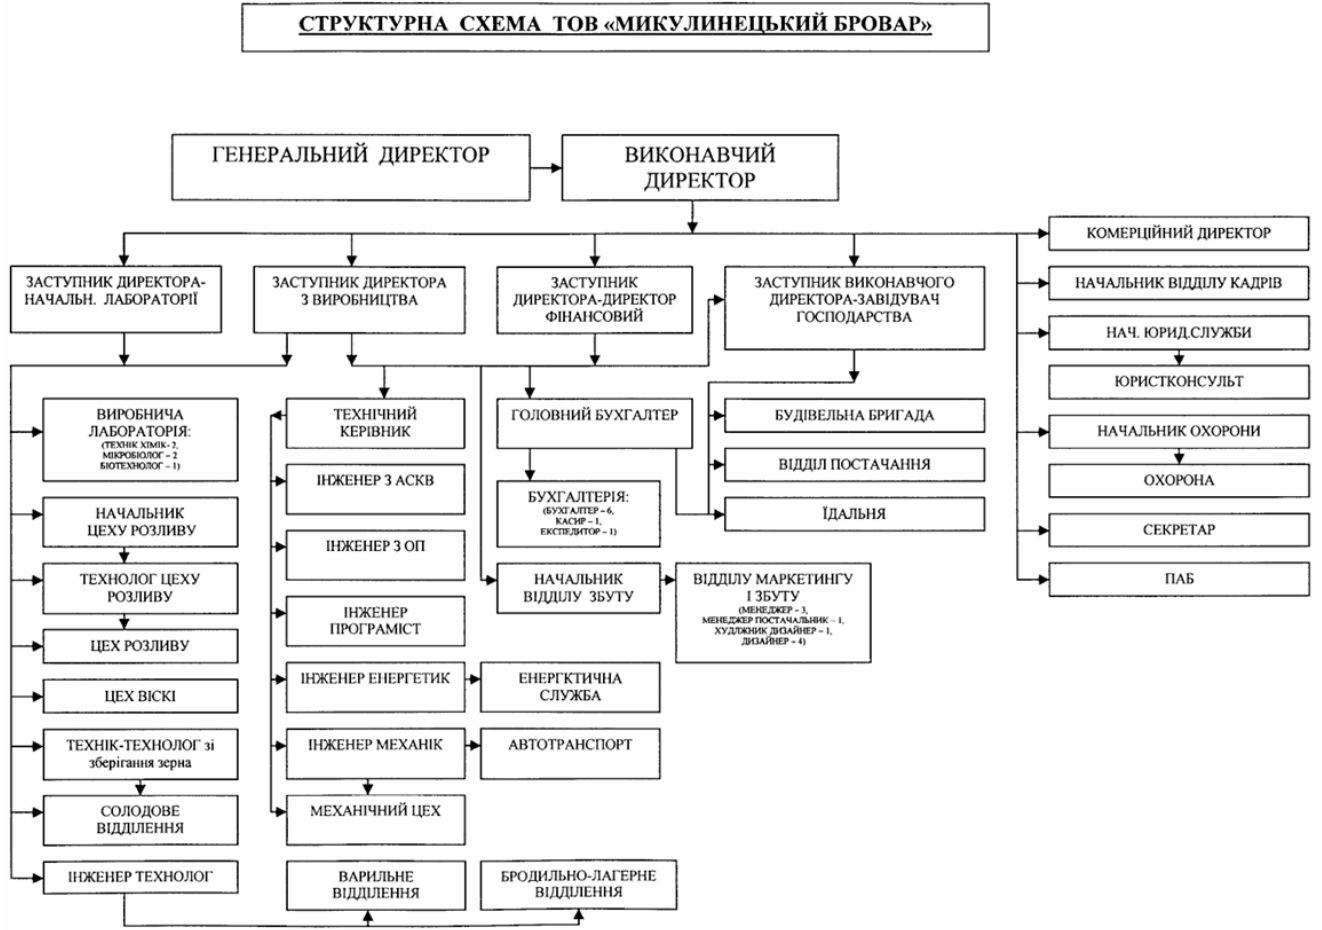 СТРУКТУРНА СХЕМА ТОВ «МИКУЛИНЕЦЬКИЙ БРОВАР»
ГЕНЕРАЛЬНИЙ ДИРЕКТОР
ВИКОНАВЧИЙ
ДИРЕКТОР
ЗАСТУПНИК ДИРЕКТОРА-
НАЧАЛЬН. ЛАБОРАТОРІЇ
ЗАСТУПНИК ДИРЕКТОРА
З ВИРОБНИЦТВА
ЗАСТУПНИК
ДИРЕКТОРА-ДИРЕКТОР
ФІНАНСОВИЙ
ЗАСТУПНИК ВИКОНАВЧОГО
ДИРЕКТОРА-ЗАВІДУВАЧ
ГОСПОДАРСТВА
КОМЕРЦІЙНИЙ ДИРЕКТОР
НАЧАЛЬНИК ВІДДІЛУ КАДРІВ
НАЧ. ЮРИД.СЛУЖБИ
ЮРИСТКОНСУЛЬТ
НАЧАЛЬНИК ОХОРОНИ
ОХОРОНА
СЕКРЕТАР
ПАБ
ВИРОБНИЧА
ЛАБОРАТОРІЯ:
(ТЕХНІК ХІМІК- 2,
МІКРОБІОЛОГ – 2
БІОТЕХНОЛОГ – 1)
НАЧАЛЬНИК
ЦЕХУ РОЗЛИВУ
ТЕХНОЛОГ ЦЕХУ
РОЗЛИВУ
ЦЕХ РОЗЛИВУ
ЦЕХ ВІСКІ
ТЕХНІК-ТЕХНОЛОГ зі
зберігання зерна
СОЛОДОВЕ
ВІДДІЛЕННЯ
ІНЖЕНЕР ТЕХНОЛОГ
ТЕХНІЧНИЙ
КЕРІВНИК
ІНЖЕНЕР З АСКВ
ІНЖЕНЕР З ОП
ІНЖЕНЕР
ПРОГРАМІСТ
ІНЖЕНЕР ЕНЕРГЕТИК
ЕНЕРГКТИЧНА
СЛУЖБА
ІНЖЕНЕР МЕХАНІК
АВТОТРАНСПОРТ
МЕХАНІЧНИЙ ЦЕХ
ВАРИЛЬНЕ
ВІДДІЛЕННЯ
БРОДИЛЬНО-ЛАГЕРНЕ
ВІДДІЛЕННЯ
ГОЛОВНИЙ БУХГАЛТЕР
БУХГАЛТЕРІЯ:
(БУХГАЛТЕР – 6,
КАСИР – 1,
ЕКСПЕДИТОР – 1)
НАЧАЛЬНИК
ВІДДІЛУ ЗБУТУ
ВІДДІЛУ МАРКЕТИНГУ
І ЗБУТУ
(МЕНЕДЖЕР – 3,
МЕНЕДЖЕР ПОСТАЧАЛЬНИК – 1,
ХУДЛЖНИК ДИЗАЙНЕР – 1,
ДИЗАЙНЕР – 4)
БУДІВЕЛЬНА БРИГАДА
ВІДДІЛ ПОСТАЧАННЯ
ЇДАЛЬНЯ